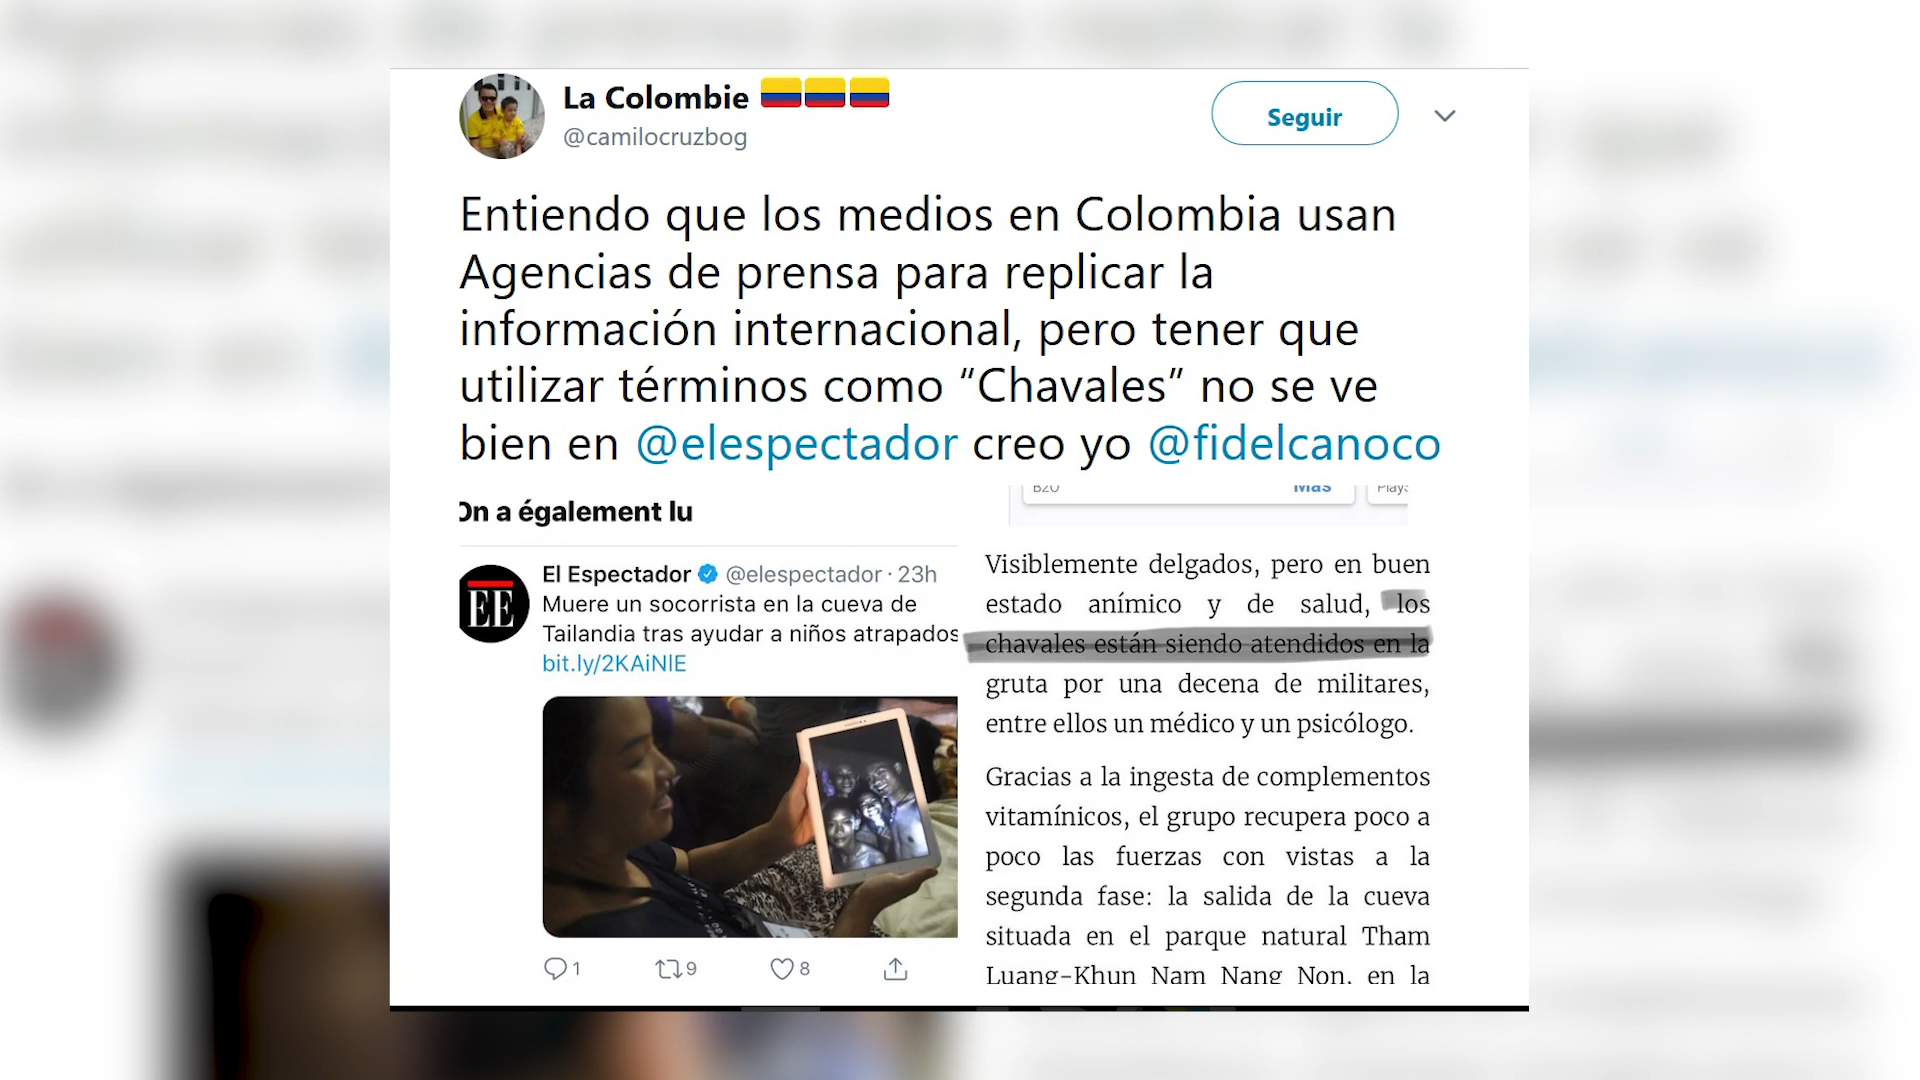 La Colombie
@camilocruzbog
Seguir
Entiendo que los medios en Colombia usan
Agencias de prensa para replicar la
información internacional, pero tener que
utilizar términos como “Chavales” no se ve
bien en @elespectador creo yo @fidelcanoco
On a également lu
EE
El Espectador @elespectador · 23h
Muere un socorrista en la cueva de
Tailandia tras ayudar a niños atrapados
bit.ly/2KAiNIE
1
9
8
B2U
Más
Visiblemente delgados, pero en buen
estado anímico y de salud, los
chavales están siendo atendidos en la
gruta por una decena de militares,
entre ellos un médico y un psicólogo.
Gracias a la ingesta de complementos
vitamínicos, el grupo recupera poco a
poco las fuerzas con vistas a la
segunda fase: la salida de la cueva
situada en el parque natural Tham
Luang-Khun Nam Nang Non, en la